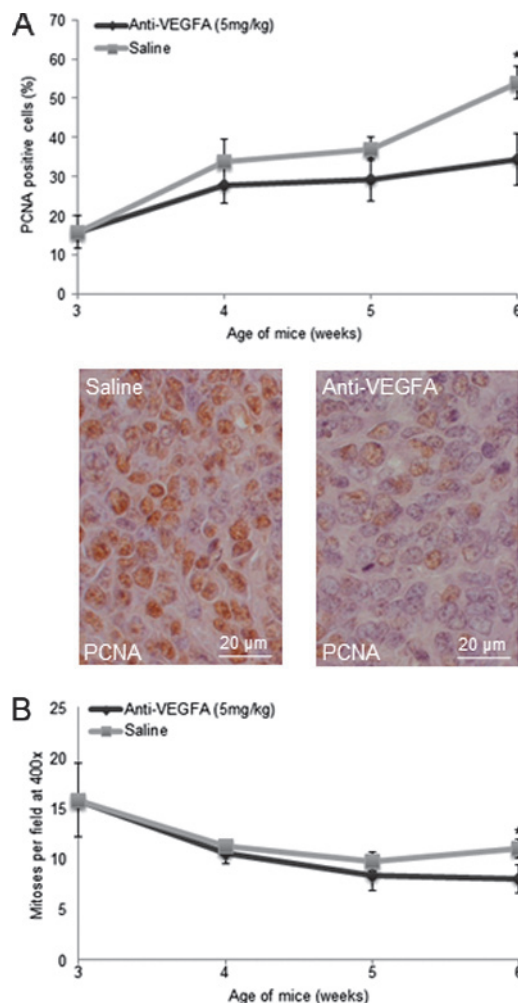 A
Anti-VEGFA (5mg/kg)
Saline
PCNA positive cells (%)
70
60
50
40
30
20
10
0
*
3 4 5 6
Age of mice (weeks)
Saline
Anti-VEGFA
PCNA
20 µm
PCNA
20 µm
B
Anti-VEGFA (5mg/kg)
Saline
Mitoses per field at 400x
25
20
15
10
5
0
*
3 4 5 6
Age of mice (weeks)